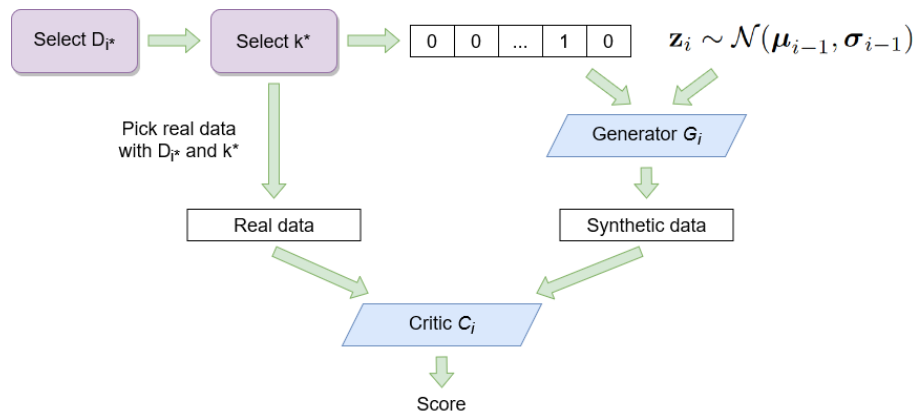 Select D_{i*}
Select k*
0 0 ... 1 0
𝐳_i ∼ 𝒩(𝝁_{i−1}, 𝝈_{i−1})
Pick real data
with D_{i*} and k*
Generator G_i
Real data
Synthetic data
Critic C_i
Score